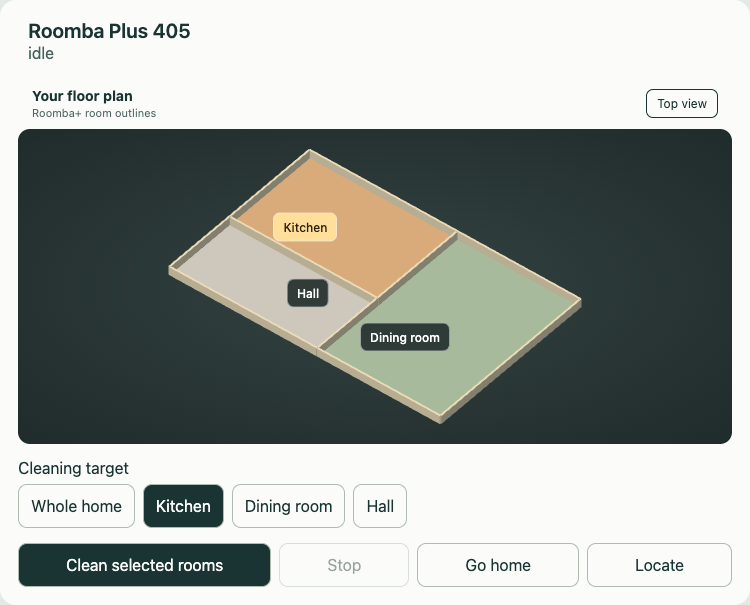 Roomba Plus 405
idle
Your floor plan
Roomba+ room outlines
Top view
Kitchen
Hall
Dining room
Cleaning target
Whole home
Kitchen
Dining room
Hall
Clean selected rooms
Stop
Go home
Locate